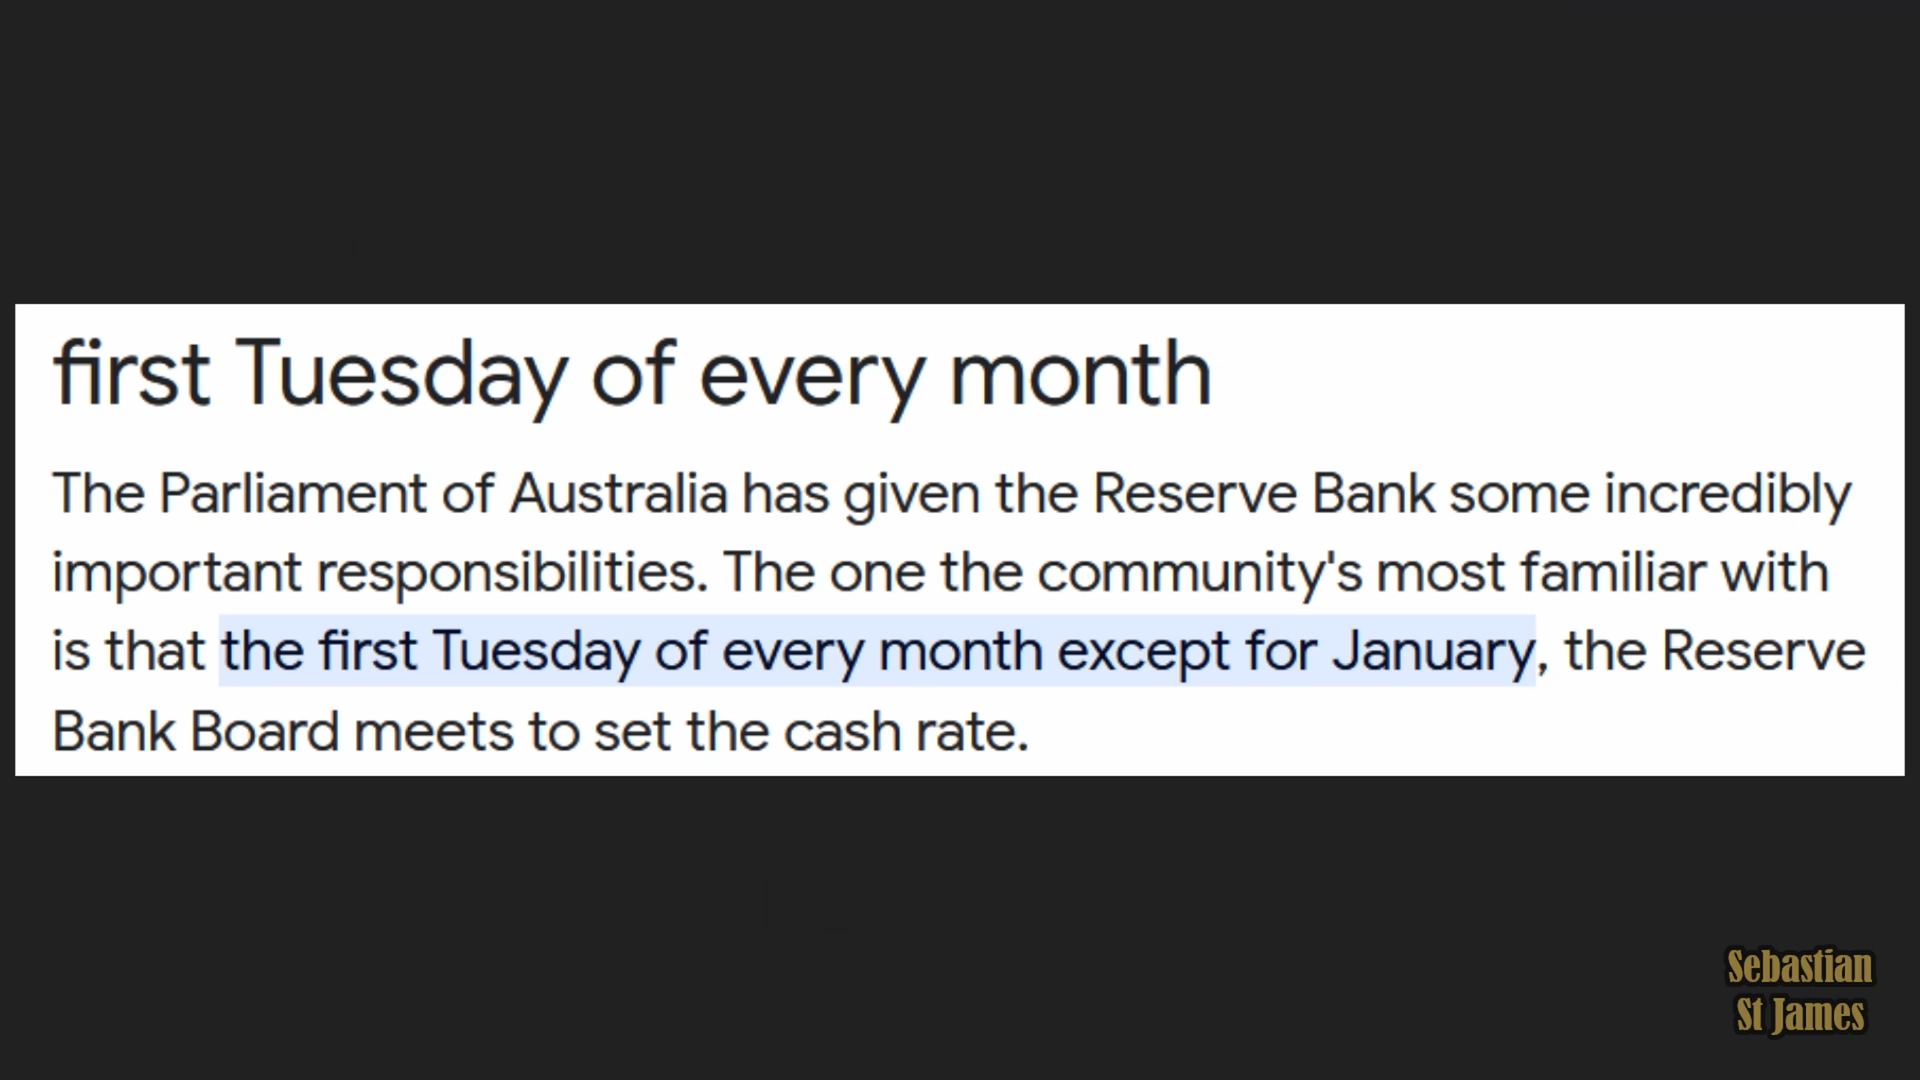 first Tuesday of every month
The Parliament of Australia has given the Reserve Bank some incredibly
important responsibilities. The one the community's most familiar with
is that the first Tuesday of every month except for January, the Reserve
Bank Board meets to set the cash rate.
Sebastian
St James